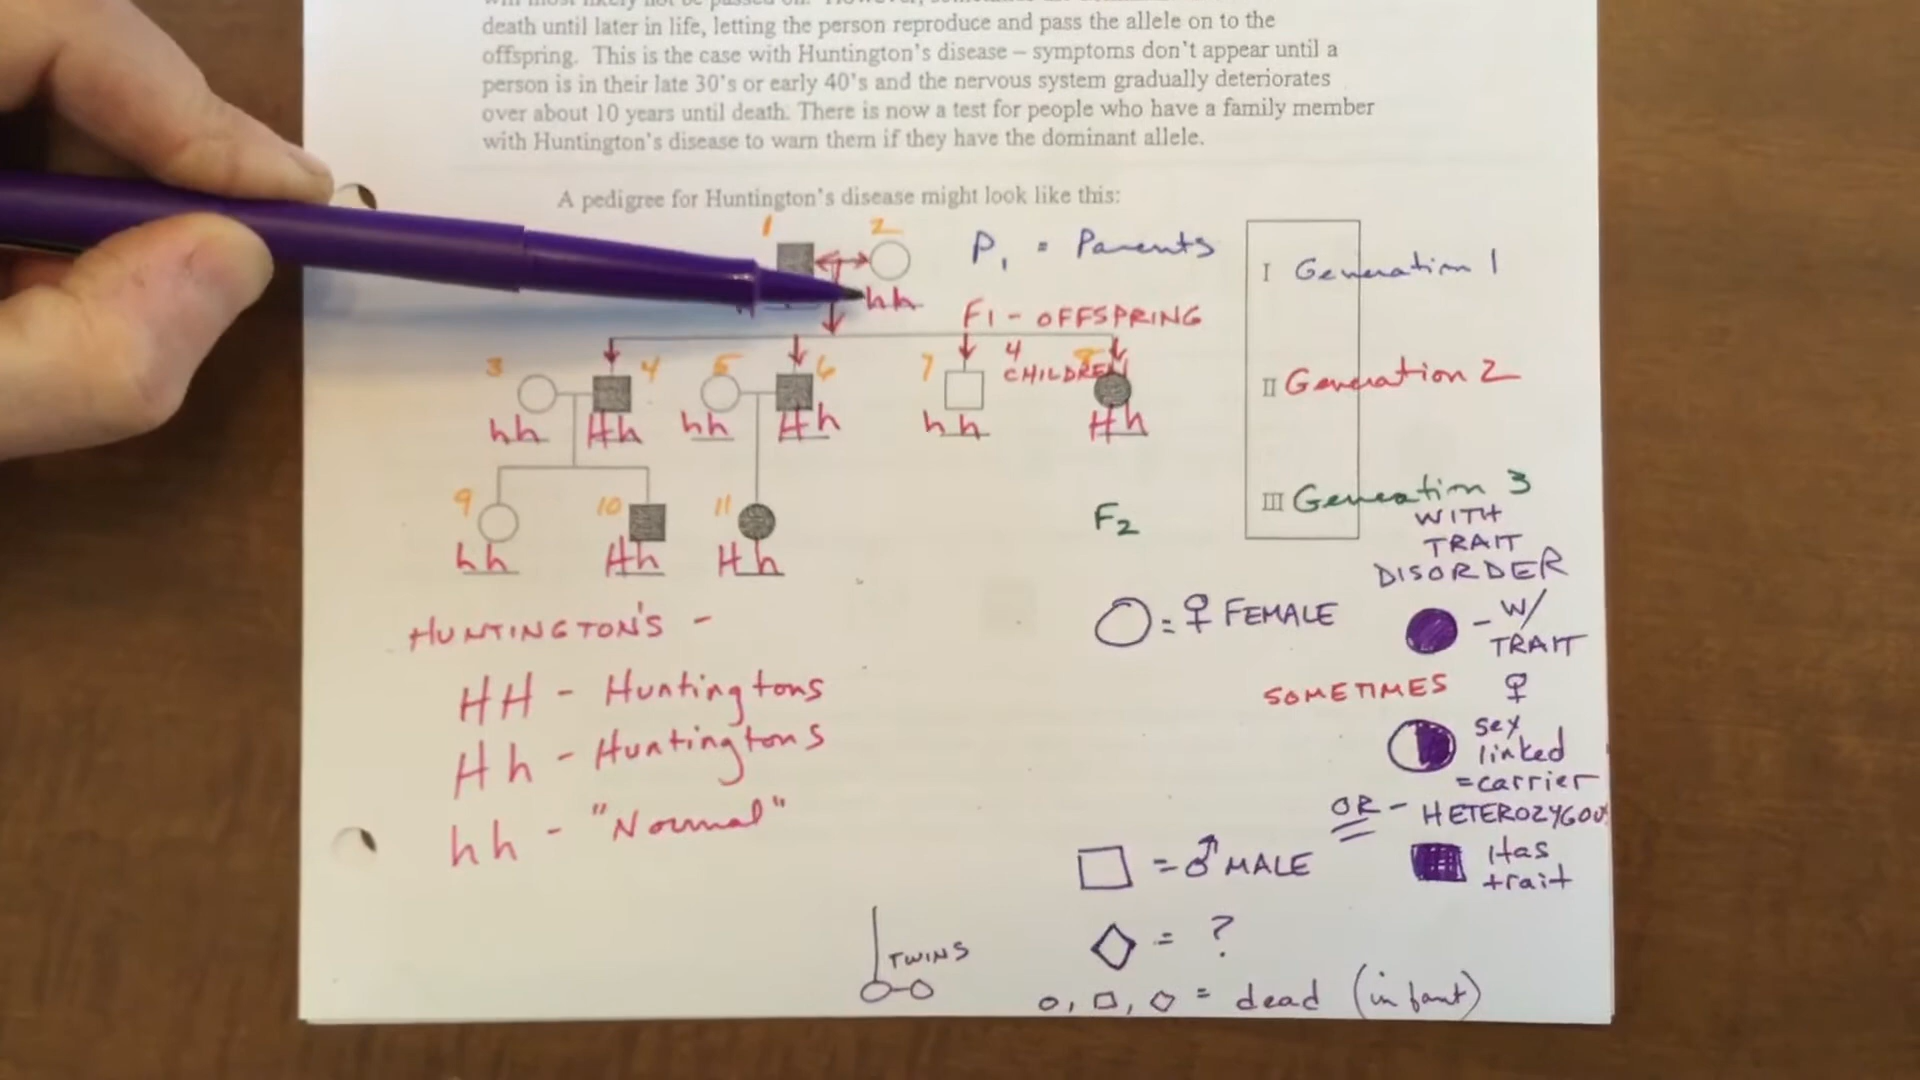 death until later in life, letting the person reproduce and pass the allele on to the
offspring. This is the case with Huntington's disease – symptoms don't appear until a
person is in their late 30's or early 40's and the nervous system gradually deteriorates
over about 10 years until death. There is now a test for people who have a family member
with Huntington's disease to warn them if they have the dominant allele.
A pedigree for Huntington's disease might look like this:
1 2
P1 = Parents
I Generation 1
hh
F1 - OFFSPRING
4 CHILDREN
3 4 5 6 7
II Generation 2
hh Hh hh Hh hh Hh
9 10 11
III Generation 3
F2
hh Hh Hh
WITH
TRAIT
DISORDER
HUNTINGTON'S -
HH - Huntingtons
Hh - Huntingtons
hh - "Normal"
O = ♀ FEMALE
- W/
TRAIT
SOMETIMES ♀
sex
linked
= carrier
OR - HETEROZYGOU
□ = ♂ MALE
Has
trait
◇ = ?
TWINS
○, □, ◇ = dead (infant)